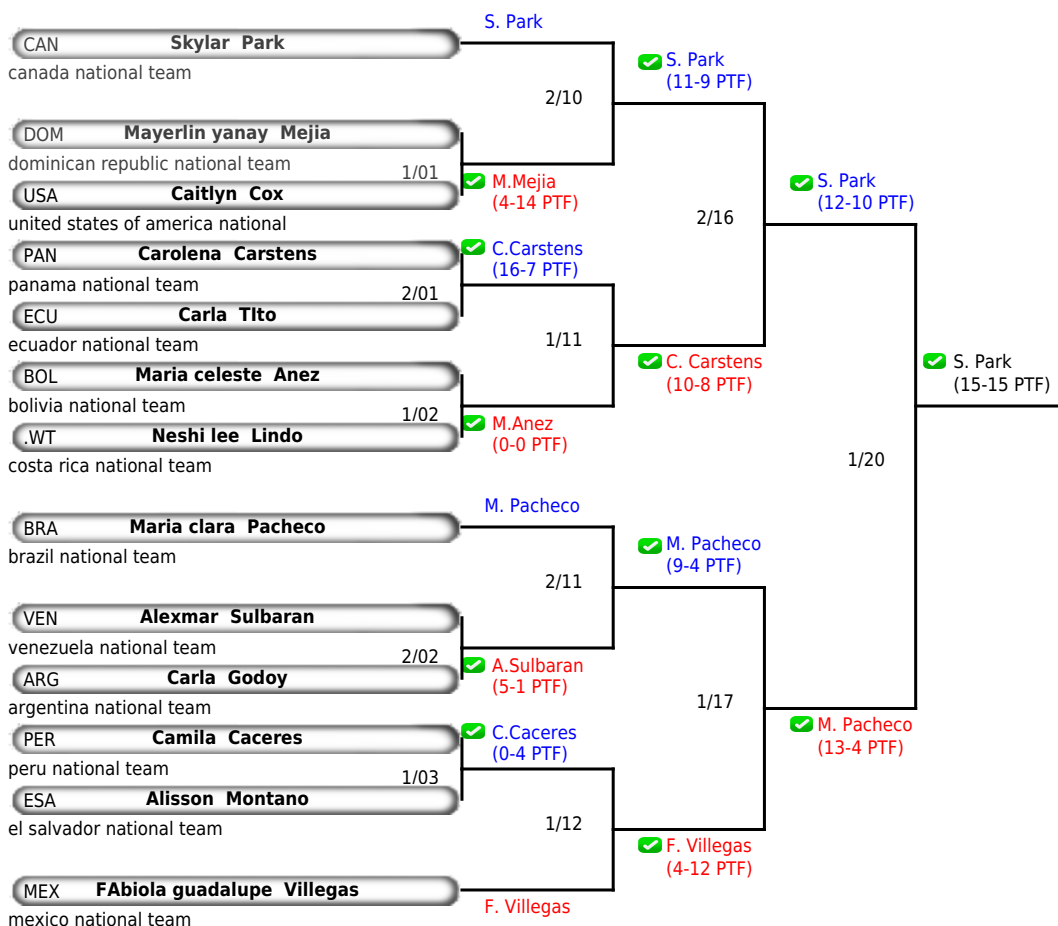 S. Park
CAN Skylar Park
canada national team
S. Park
(11-9 PTF)
2/10
DOM Mayerlin yanay Mejia
dominican republic national team
1/01
M.Mejia
(4-14 PTF)
USA Caitlyn Cox
united states of america national
S. Park
(12-10 PTF)
2/16
PAN Carolena Carstens
panama national team
C.Carstens
(16-7 PTF)
2/01
ECU Carla TIto
ecuador national team
1/11
C. Carstens
(10-8 PTF)
BOL Maria celeste Anez
bolivia national team
1/02
M.Anez
(0-0 PTF)
.WT Neshi lee Lindo
costa rica national team
S. Park
(15-15 PTF)
1/20
M. Pacheco
BRA Maria clara Pacheco
brazil national team
M. Pacheco
(9-4 PTF)
2/11
VEN Alexmar Sulbaran
venezuela national team
2/02
A.Sulbaran
(5-1 PTF)
ARG Carla Godoy
argentina national team
1/17
M. Pacheco
(13-4 PTF)
PER Camila Caceres
peru national team
C.Caceres
(0-4 PTF)
1/03
ESA Alisson Montano
el salvador national team
1/12
F. Villegas
(4-12 PTF)
MEX FAbiola guadalupe Villegas
mexico national team
F. Villegas